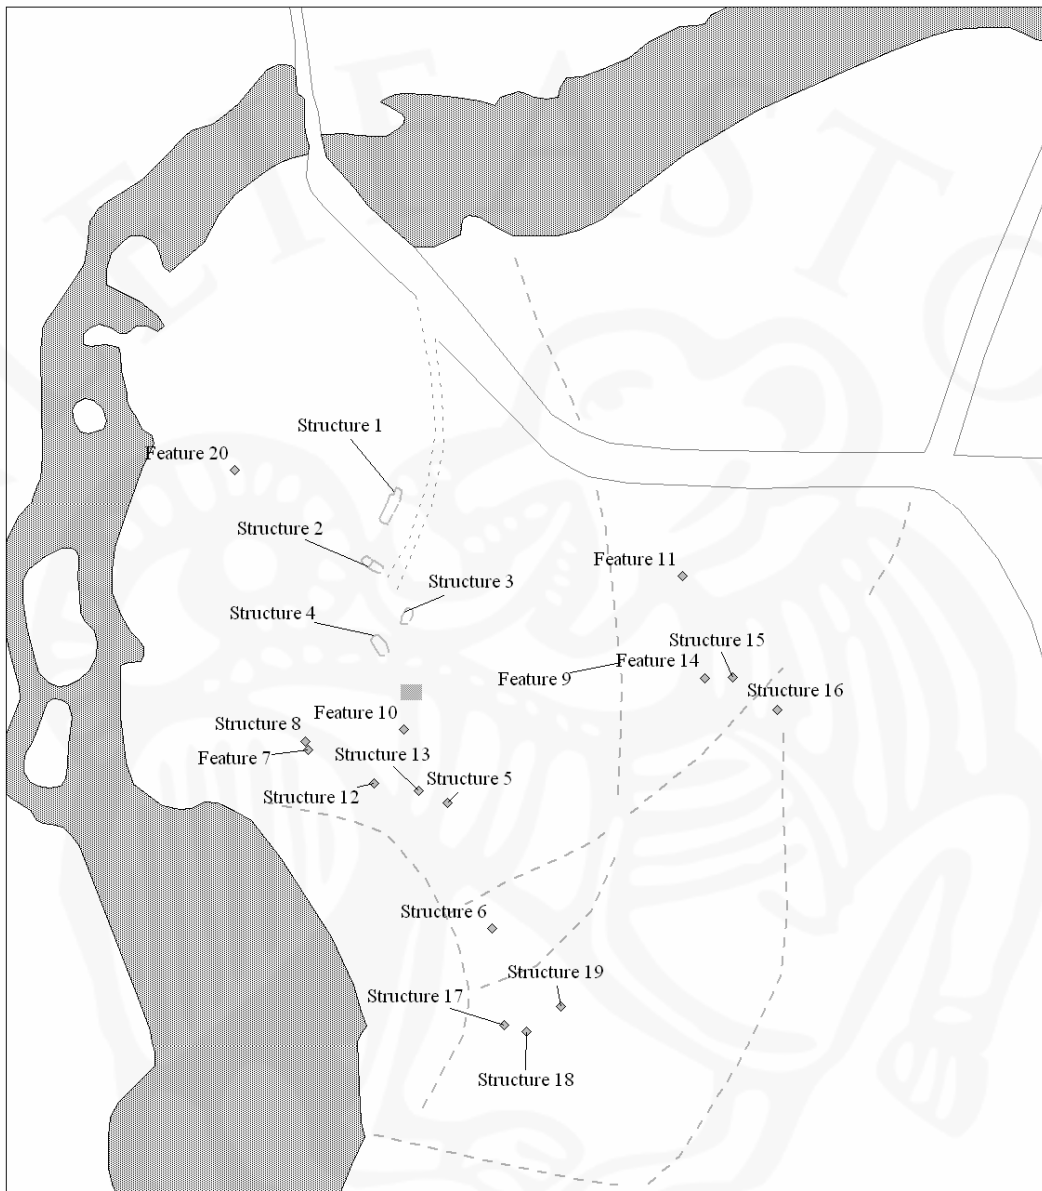 Structure 1
Feature 20
Structure 2
Feature 11
Structure 3
Structure 4
Structure 15
Feature 14
Feature 9
Structure 16
Feature 10
Structure 8
Structure 13
Feature 7
Structure 5
Structure 12
Structure 6
Structure 19
Structure 17
Structure 18